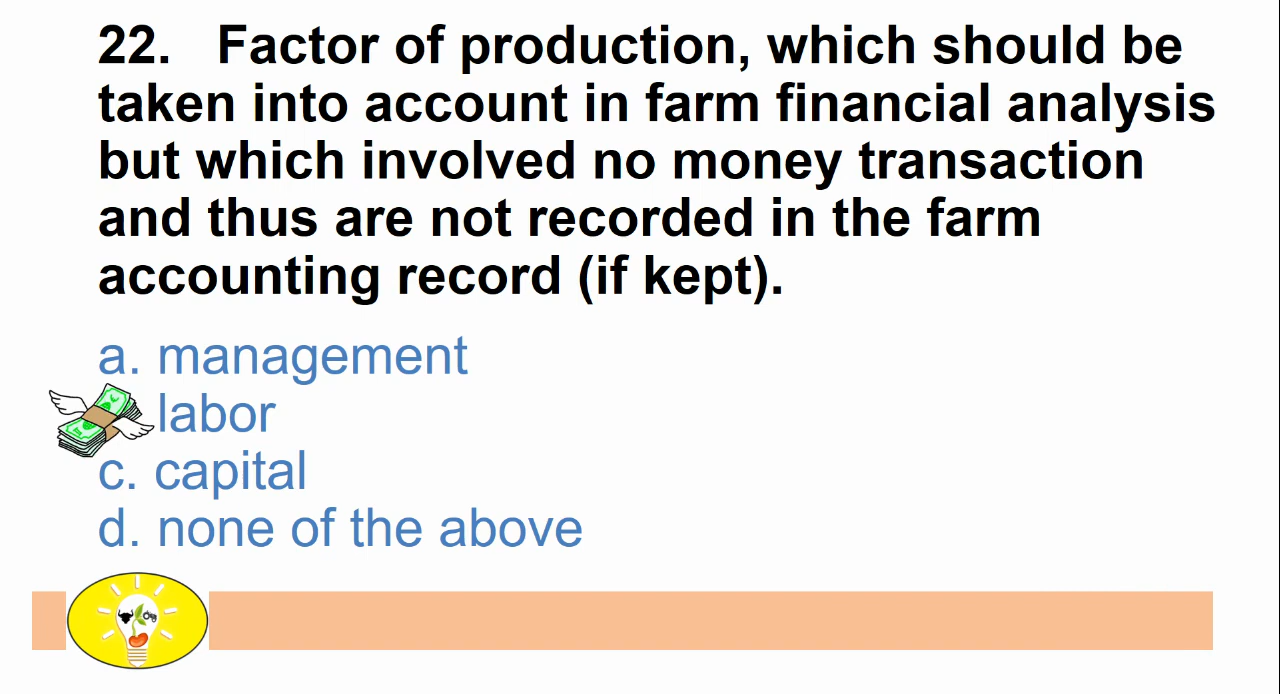 22. Factor of production, which should be
taken into account in farm financial analysis
but which involved no money transaction
and thus are not recorded in the farm
accounting record (if kept).
a. management
labor
c. capital
d. none of the above